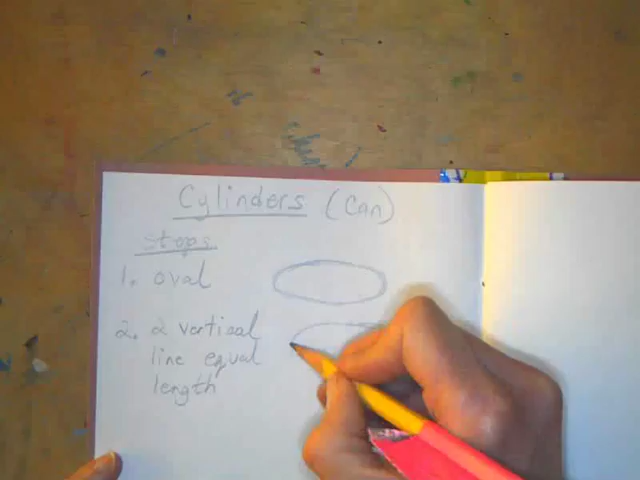 Cylinders (Can)
Steps
1. oval
2. 2 vertical
line equal
length